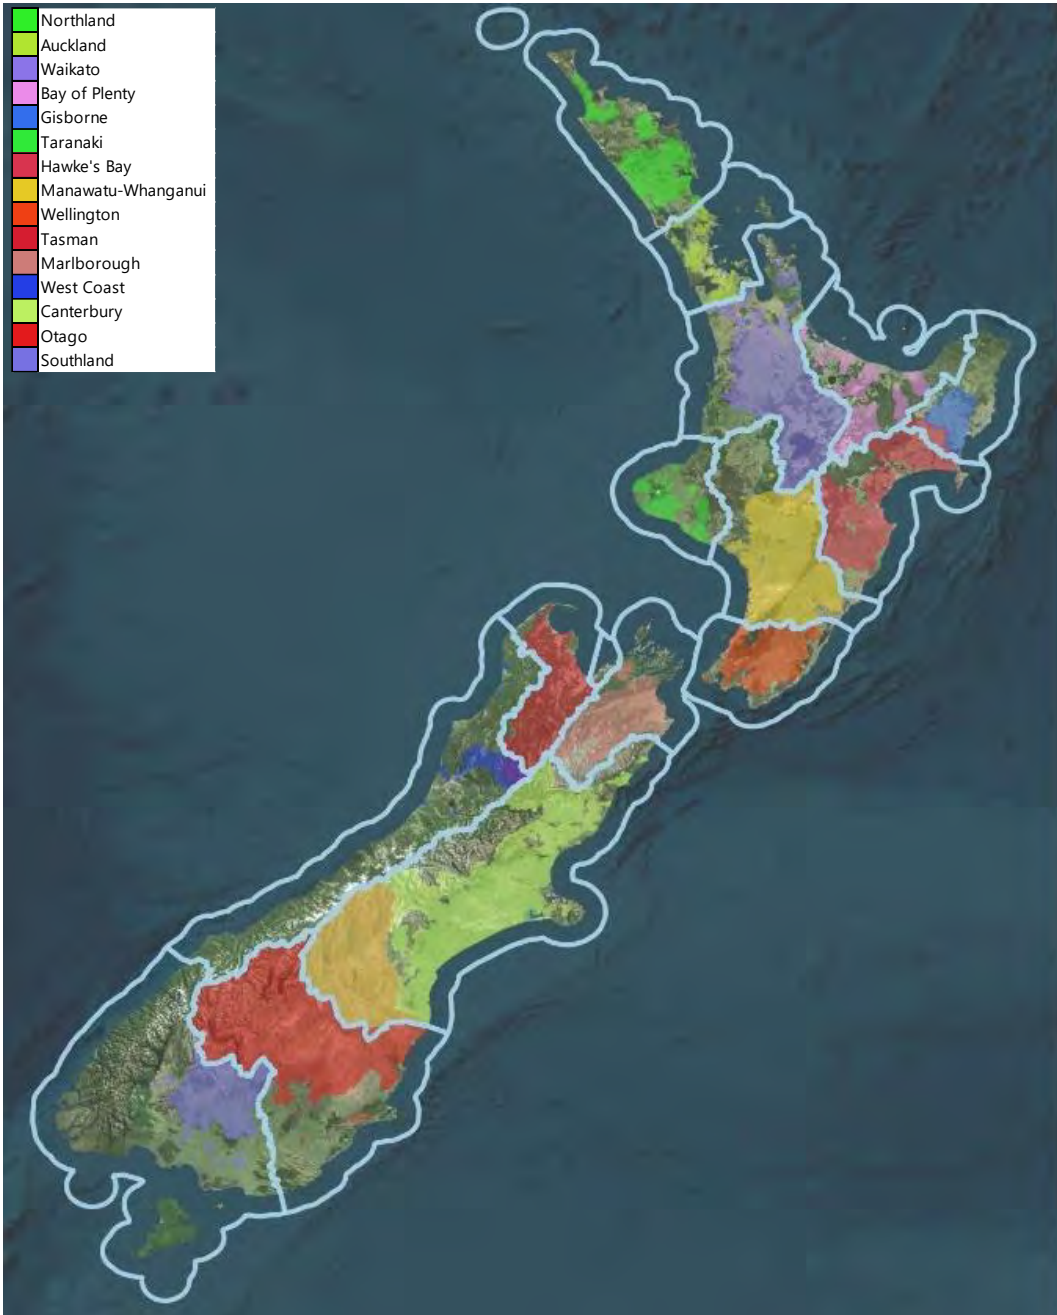 Northland
Auckland
Waikato
Bay of Plenty
Gisborne
Taranaki
Hawke's Bay
Manawatu-Whanganui
Wellington
Tasman
Marlborough
West Coast
Canterbury
Otago
Southland